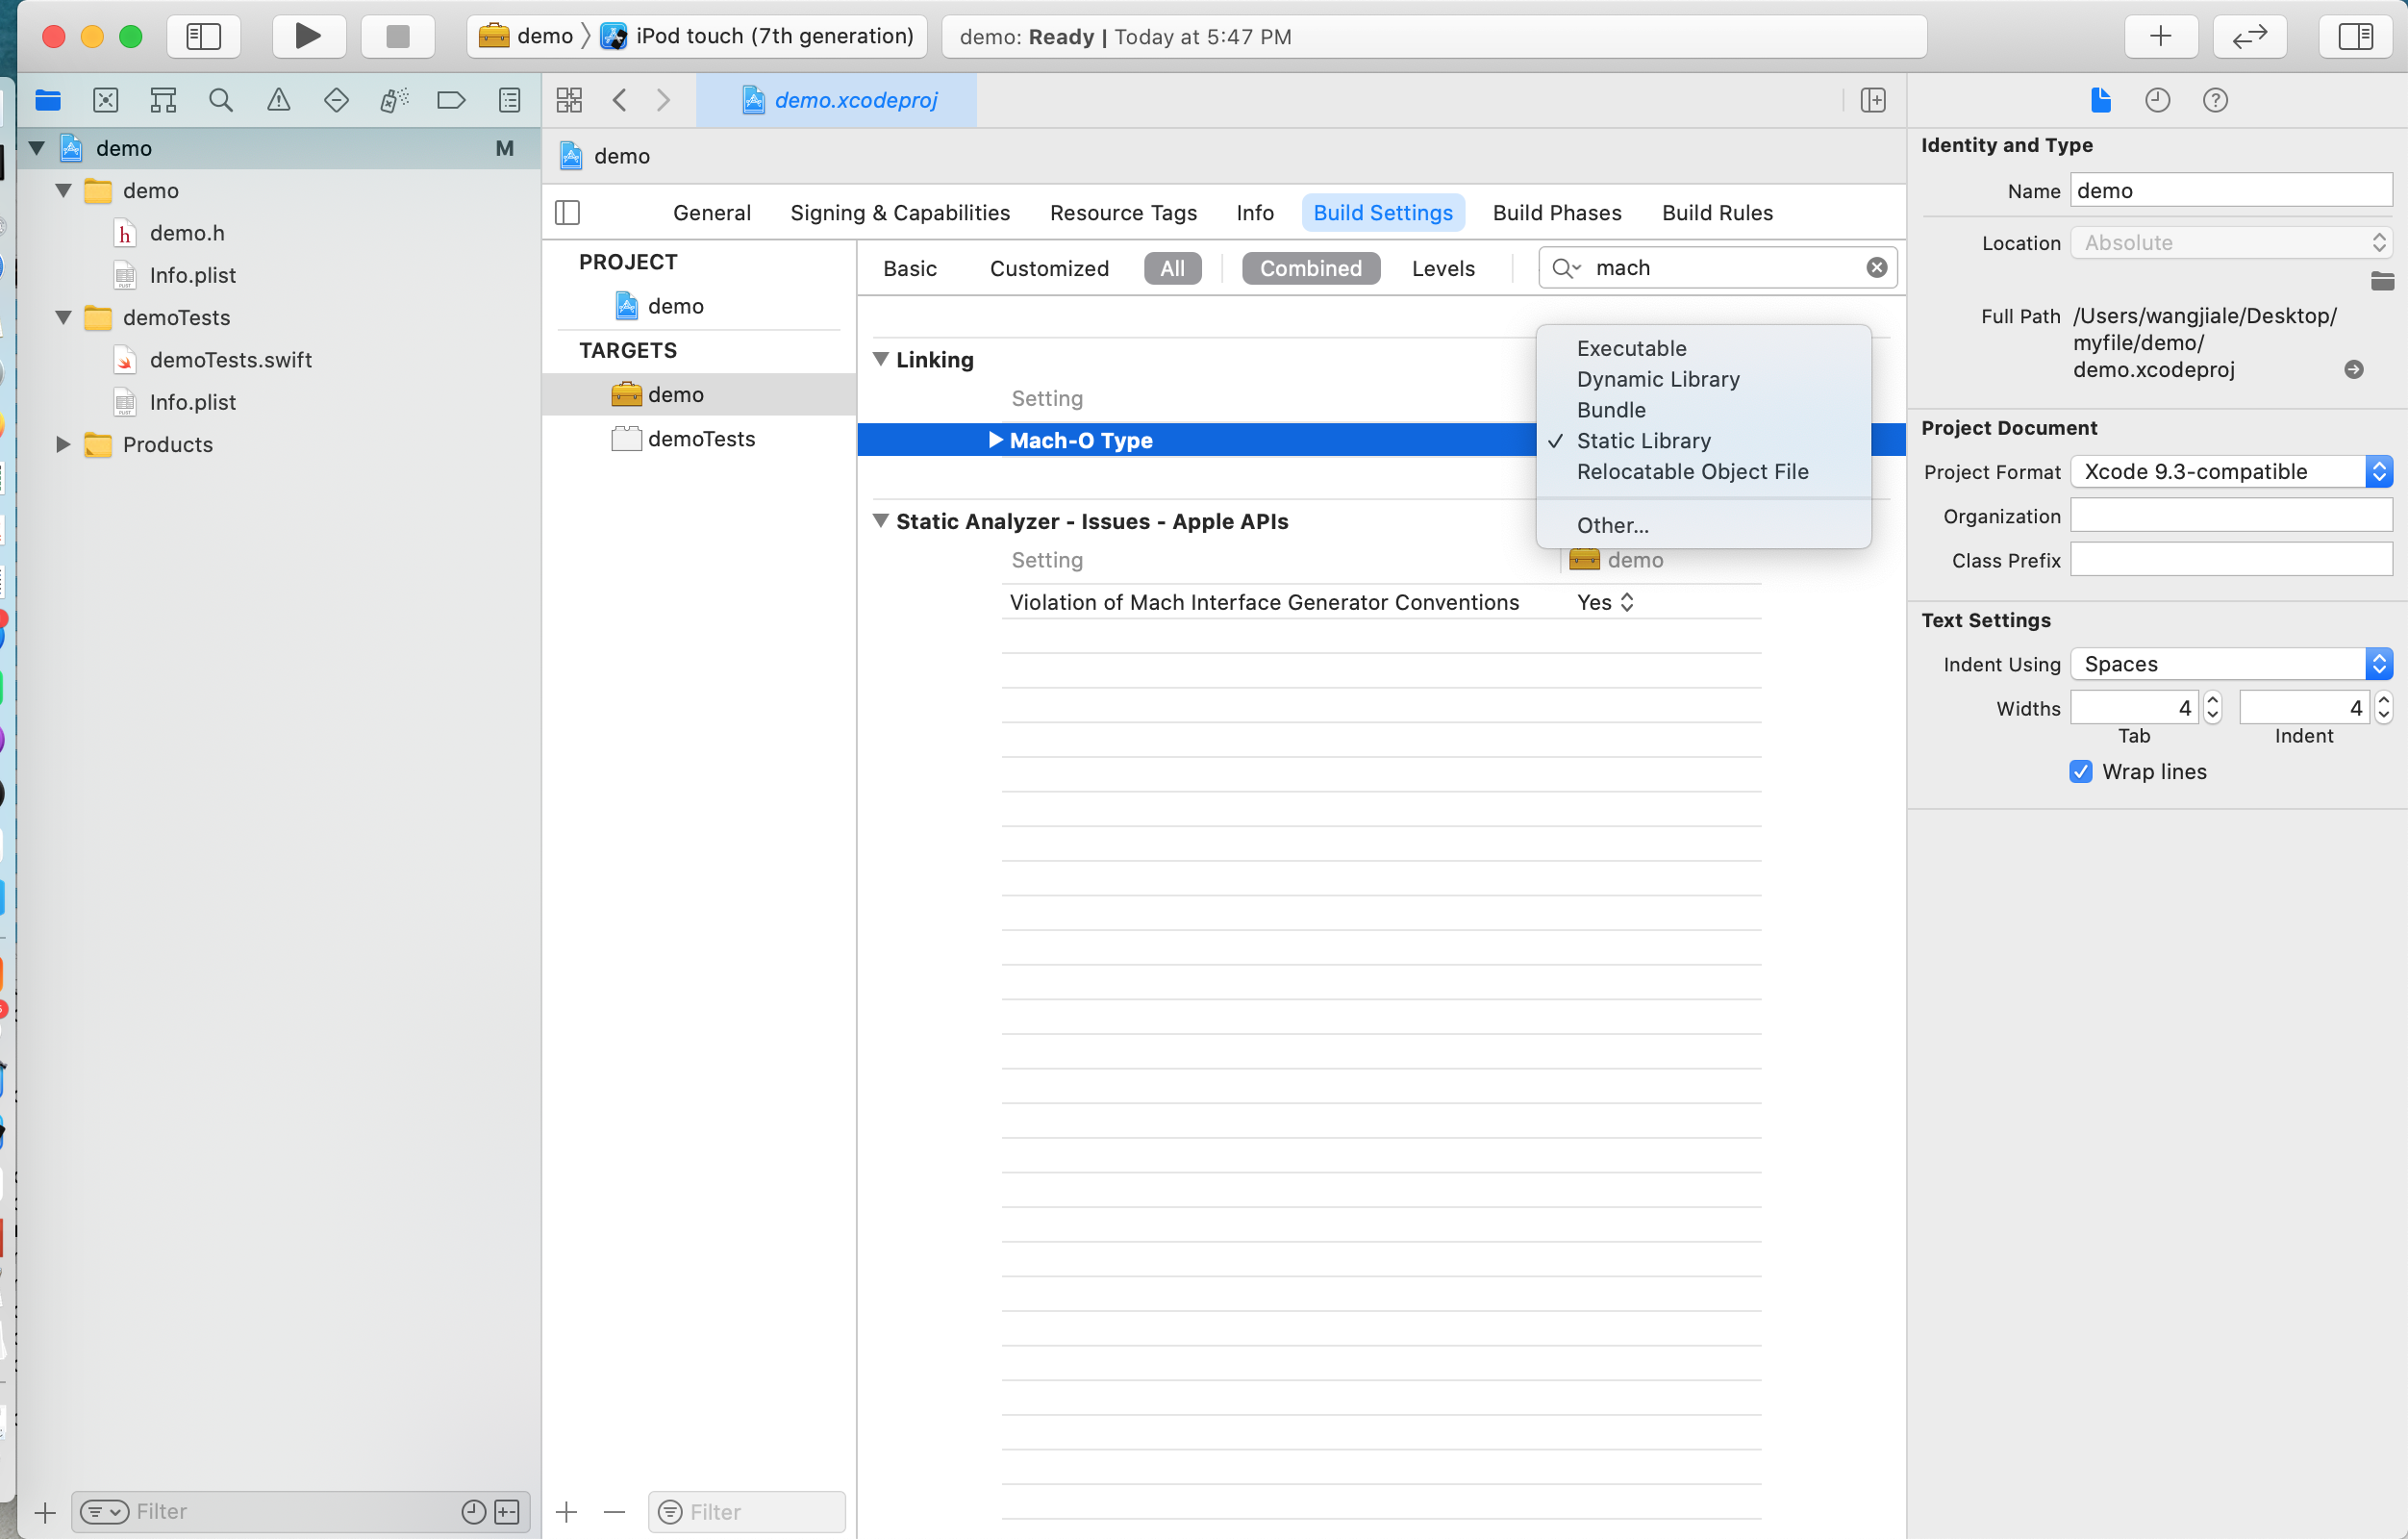 demo 〉 iPod touch (7th generation)
demo: Ready | Today at 5:47 PM
demo.xcodeproj
demo M
demo
demo.h
Info.plist
demoTests
demoTests.swift
Info.plist
Products
Filter
demo
General Signing & Capabilities Resource Tags Info Build Settings Build Phases Build Rules
PROJECT
demo
TARGETS
demo
demoTests
Filter
Basic Customized All Combined Levels mach
Linking
Setting
Mach-O Type
Executable
Dynamic Library
Bundle
✓ Static Library
Relocatable Object File
Other...
Static Analyzer - Issues - Apple APIs
Setting demo
Violation of Mach Interface Generator Conventions Yes
Identity and Type
Name demo
Location Absolute
Full Path /Users/wangjiale/Desktop/
myfile/demo/
demo.xcodeproj
Project Document
Project Format Xcode 9.3-compatible
Organization
Class Prefix
Text Settings
Indent Using Spaces
Widths 4 4
Tab Indent
Wrap lines